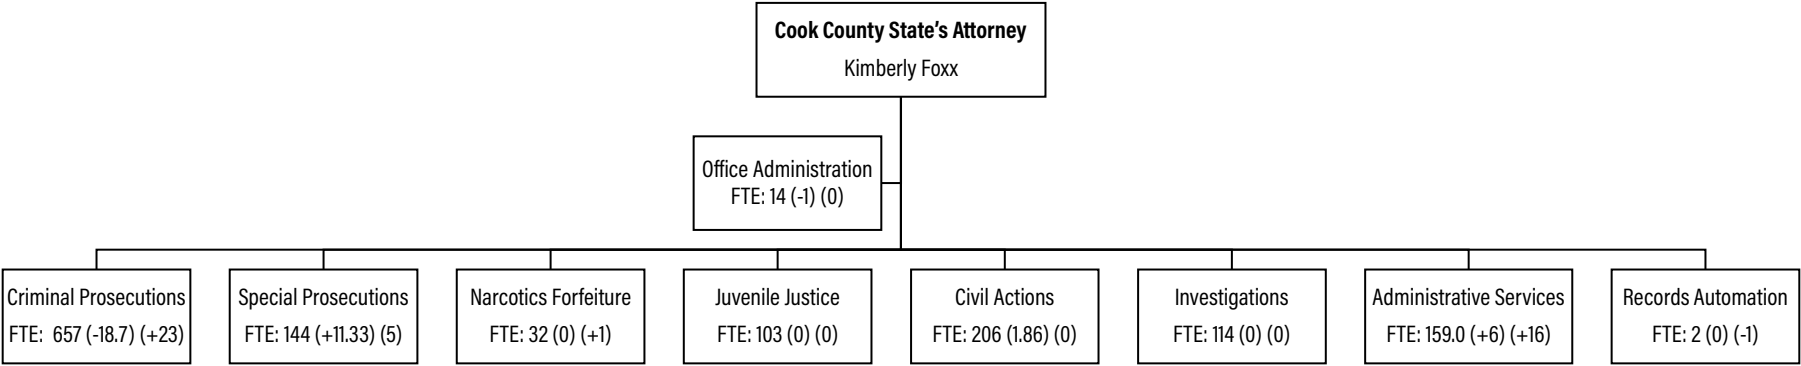 Cook County State's Attorney
Kimberly Foxx
Office Administration
FTE: 14 (-1) (0)
Criminal Prosecutions
FTE: 657 (-18.7) (+23)
Special Prosecutions
FTE: 144 (+11.33) (5)
Narcotics Forfeiture
FTE: 32 (0) (+1)
Juvenile Justice
FTE: 103 (0) (0)
Civil Actions
FTE: 206 (1.86) (0)
Investigations
FTE: 114 (0) (0)
Administrative Services
FTE: 159.0 (+6) (+16)
Records Automation
FTE: 2 (0) (-1)